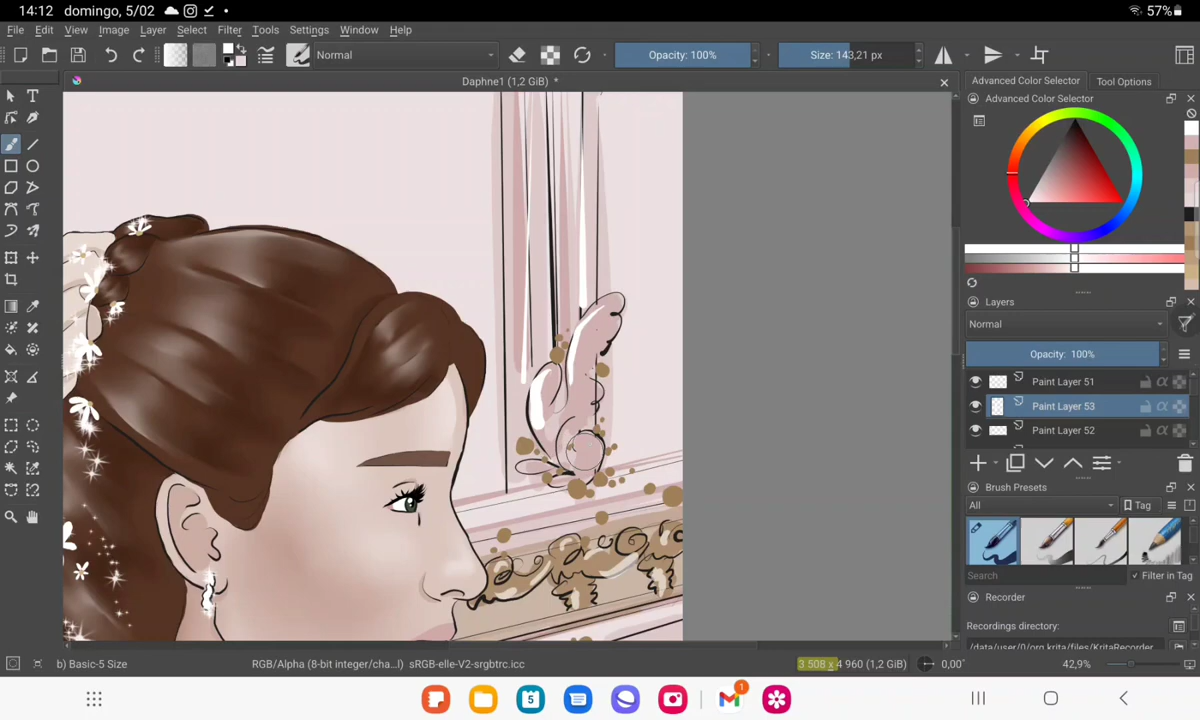 14:12 domingo, 5/02 57%
File Edit View Image Layer Select Filter Tools Settings Window Help
Normal Opacity: 100% Size: 143,21 px
Daphne1 (1,2 GiB) *
Advanced Color Selector Tool Options
Advanced Color Selector
Layers
Normal
Opacity: 100%
Paint Layer 51
Paint Layer 53
Paint Layer 52
Brush Presets
All Tag
Search Filter in Tag
Recorder
Recordings directory:
/data/user/0/org.krita/files/KritaRecorder
b) Basic-5 Size RGB/Alpha (8-bit integer/cha...l) sRGB-elle-V2-srgbtrc.icc 3 508 x 4 960 (1,2 GiB) 0,00° 42,9%
5 1